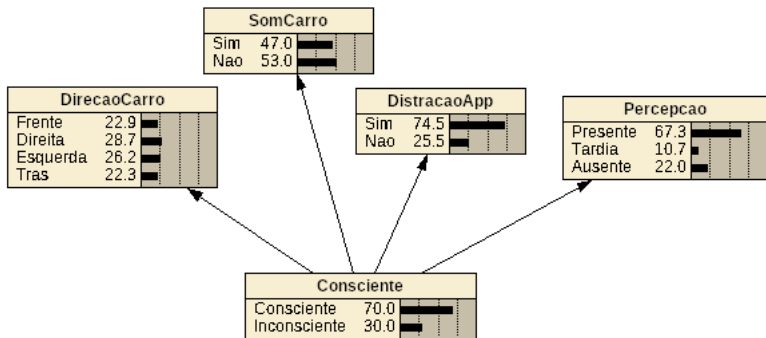 SomCarro
Sim 47.0
Nao 53.0
DirecaoCarro
Frente 22.9
Direita 28.7
Esquerda 26.2
Tras 22.3
DistracaoApp
Sim 74.5
Nao 25.5
Percepcao
Presente 67.3
Tardia 10.7
Ausente 22.0
Consciente
Consciente 70.0
Inconsciente 30.0